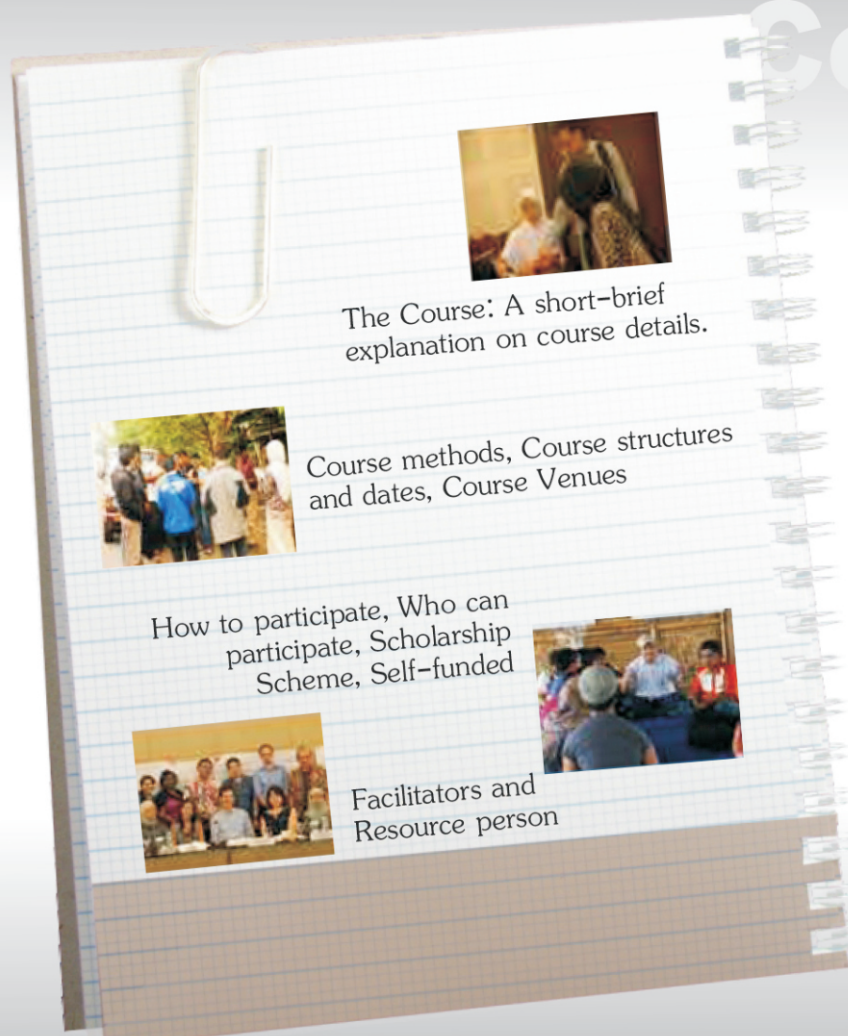 Co
The Course: A short-brief
explanation on course details.
Course methods, Course structures
and dates, Course Venues
How to participate, Who can
participate, Scholarship
Scheme, Self-funded
Facilitators and
Resource person